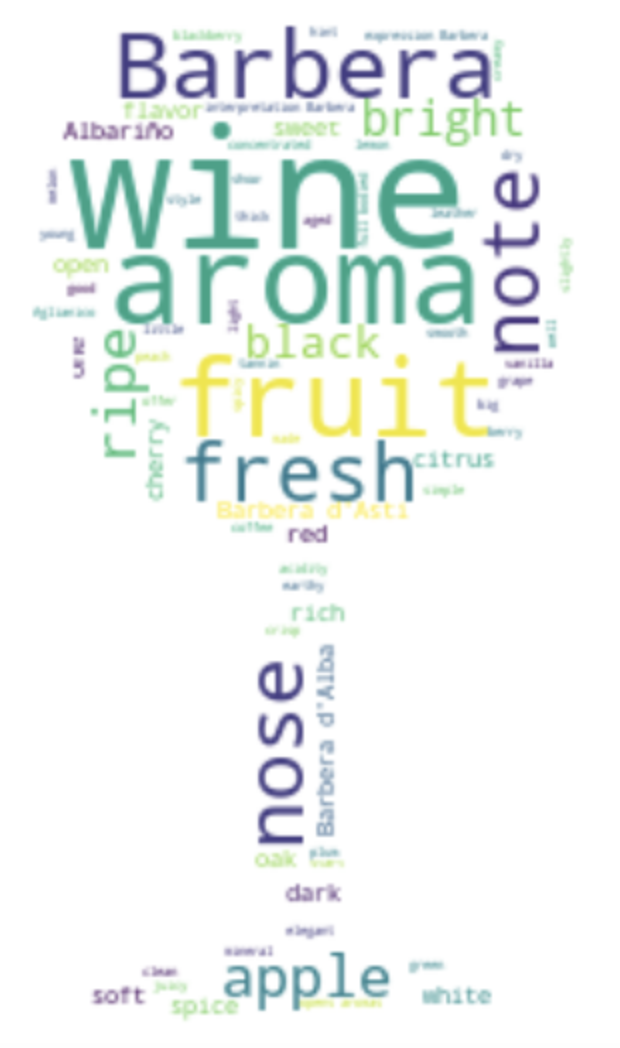 blackberry
hint
expression Barbera
Barbera
creamy
flavor
interpretation Barbera
bright
Albariño
sweet
concentrated
lemon
wine
dry
note
style
thick
aged
full bodied
leather
young
open
aroma
slightly
good
Aglianico
little
light
black
smooth
ripe
peach
tannin
vanilla
grape
fruit
offer
spicy
big
berry
cherry
fresh
citrus
simple
Barbera d'Asti
coffee
red
acidity
earthy
rich
crisp
nose
Barbera d'Alba
oak
plum
dark
elegant
mineral
apple
green
clean
juicy
soft
spice
opens aromas
white